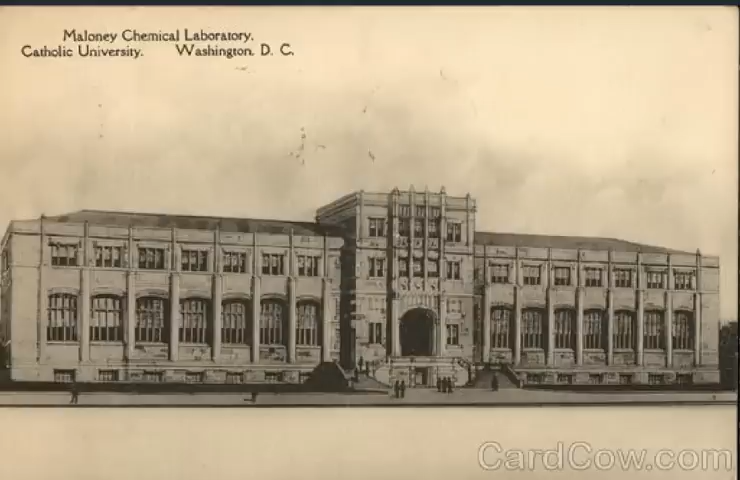 Maloney Chemical Laboratory.
Catholic University. Washington. D. C.
CardCow.com